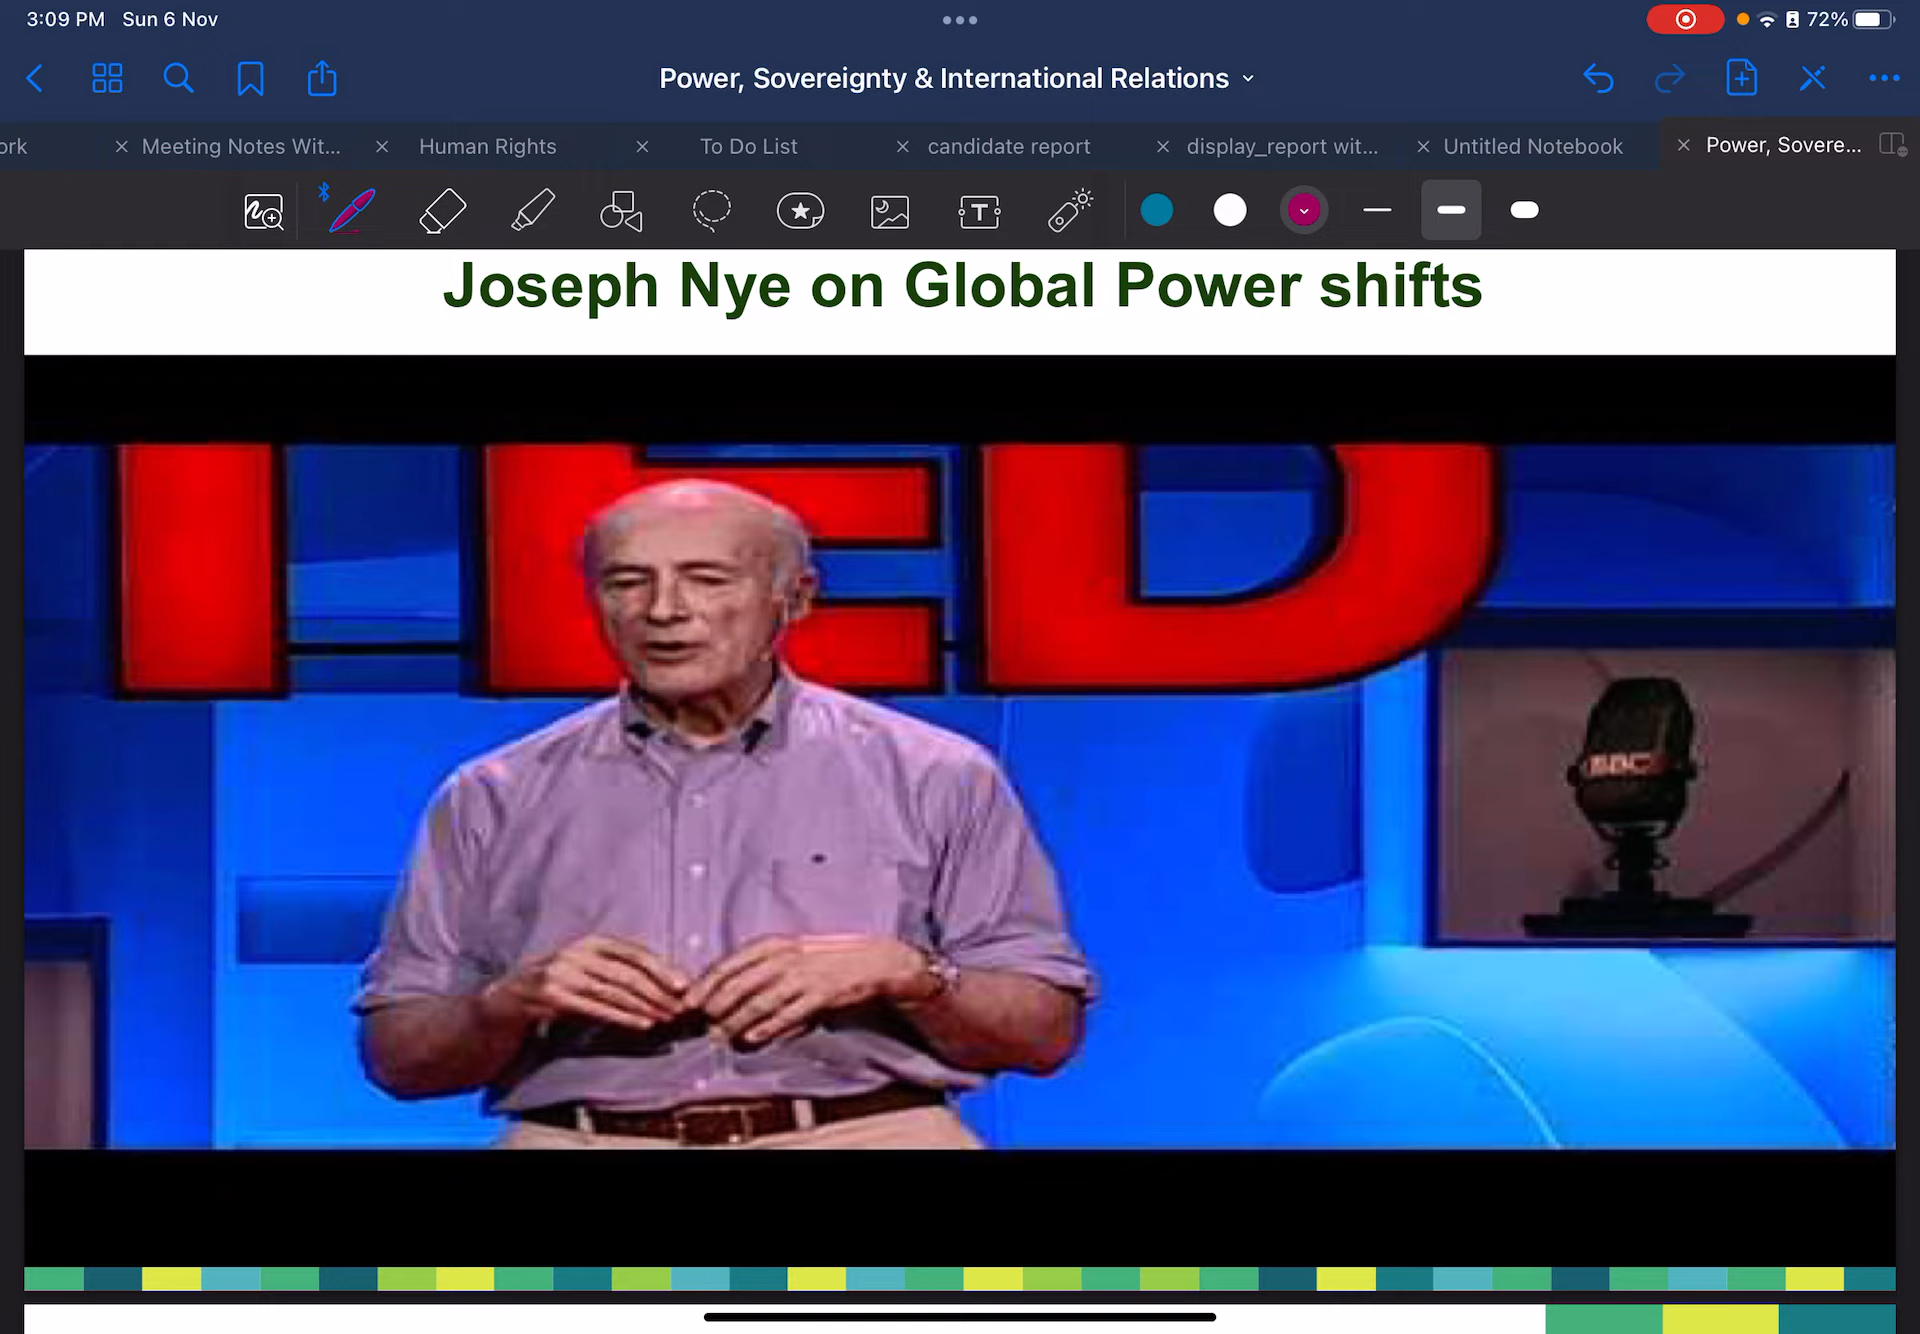 3:09 PM Sun 6 Nov
72%
Power, Sovereignty & International Relations
ork
Meeting Notes Wit...
Human Rights
To Do List
candidate report
display_report wit...
Untitled Notebook
Power, Sovere...
T
Joseph Nye on Global Power shifts
TED
BBC